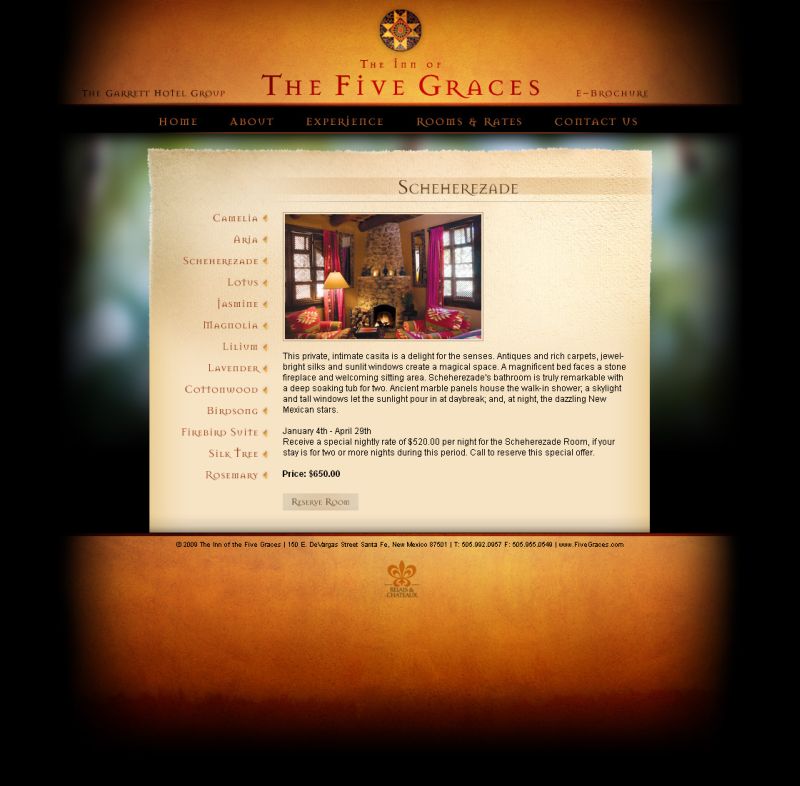 The Inn of
The Five Graces
The Garrett Hotel Group
E-Brochure
Home About Experience Rooms & Rates Contact Us
Scheherezade
Camelia
Aria
Scheherezade
Lotus
Jasmine
Magnolia
Lilium
Lavender
Cottonwood
Birdsong
Firebird Suite
Silk Tree
Rosemary
This private, intimate casita is a delight for the senses. Antiques and rich carpets, jewel-
bright silks and sunlit windows create a magical space. A magnificent bed faces a stone
fireplace and welcoming sitting area. Scheherezade's bathroom is truly remarkable with
a deep soaking tub for two. Ancient marble panels house the walk-in shower; a skylight
and tall windows let the sunlight pour in at daybreak; and, at night, the dazzling New
Mexican stars.
January 4th - April 29th
Receive a special nightly rate of $520.00 per night for the Scheherezade Room, if your
stay is for two or more nights during this period. Call to reserve this special offer.
Price: $650.00
Reserve Room
© 2009 The Inn of the Five Graces | 150 E. DeVargas Street Santa Fe, New Mexico 87501 | T: 505.992.0957 F: 505.955.0549 | www.FiveGraces.com
Relais &
Chateaux